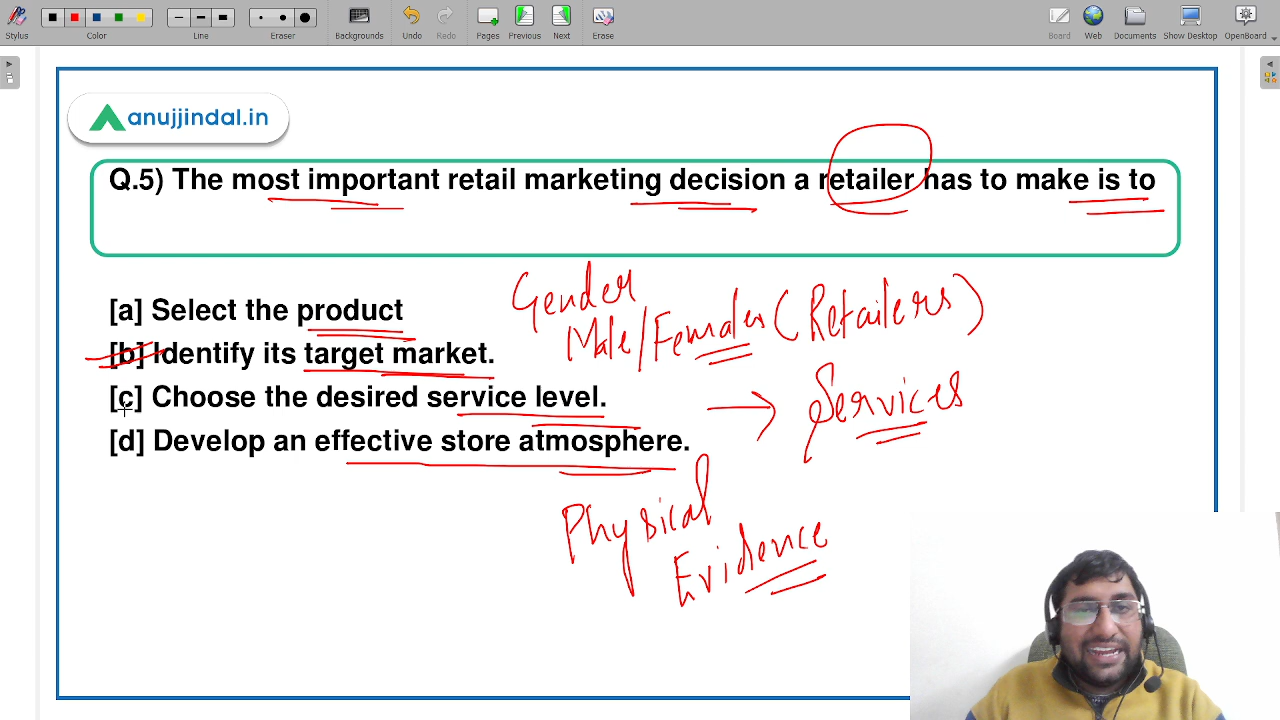 Stylus
Color
Line
Eraser
Backgrounds
Undo
Redo
Pages
Previous
Next
Erase
Board
Web
Documents
Show Desktop
OpenBoard
anujjindal.in
Q.5) The most important retail marketing decision a retailer has to make is to
[a] Select the product
[b] Identify its target market.
[c] Choose the desired service level.
[d] Develop an effective store atmosphere.
Gender
Male/Females (Retailers)
→ Services
Physical
Evidence